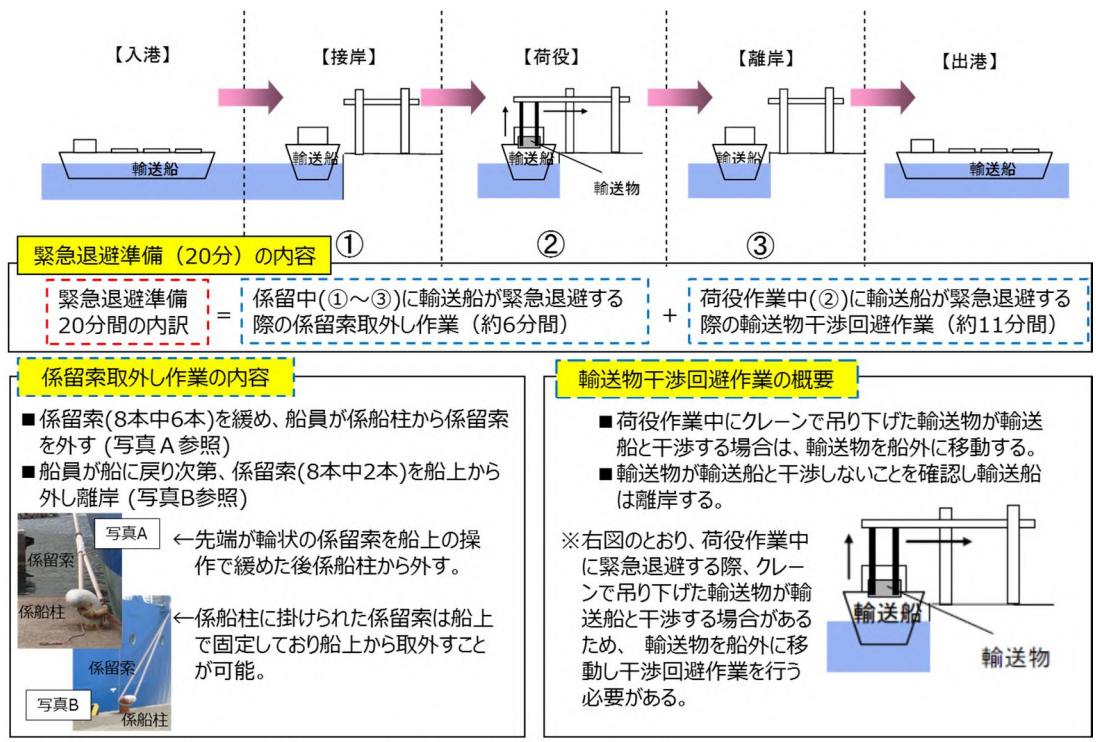 【入港】
【接岸】
【荷役】
【離岸】
【出港】
輸送船
輸送船
輸送船
輸送物
輸送船
輸送船
①
②
③
緊急退避準備（20分）の内容
緊急退避準備
20分間の内訳
=
係留中(①～③)に輸送船が緊急退避する
際の係留索取外し作業（約6分間）
+
荷役作業中(②)に輸送船が緊急退避する
際の輸送物干渉回避作業（約11分間）
係留索取外し作業の内容
■係留索(8本中6本)を緩め、船員が係船柱から係留索
を外す (写真Ａ参照)
■船員が船に戻り次第、係留索(8本中2本)を船上から
外し離岸 (写真B参照)
写真A
係留索
係船柱
←先端が輪状の係留索を船上の操
作で緩めた後係船柱から外す。
←係船柱に掛けられた係留索は船上
で固定しており船上から取外すこと
が可能。
係留索
写真B
係船柱
輸送物干渉回避作業の概要
■荷役作業中にクレーンで吊り下げた輸送物が輸送
船と干渉する場合は、輸送物を船外に移動する。
■輸送物が輸送船と干渉しないことを確認し輸送船
は離岸する。
※右図のとおり、荷役作業中
に緊急退避する際、クレー
ンで吊り下げた輸送物が輸
送船と干渉する場合がある
ため、 輸送物を船外に移
動し干渉回避作業を行う
必要がある。
輸送船
輸送物